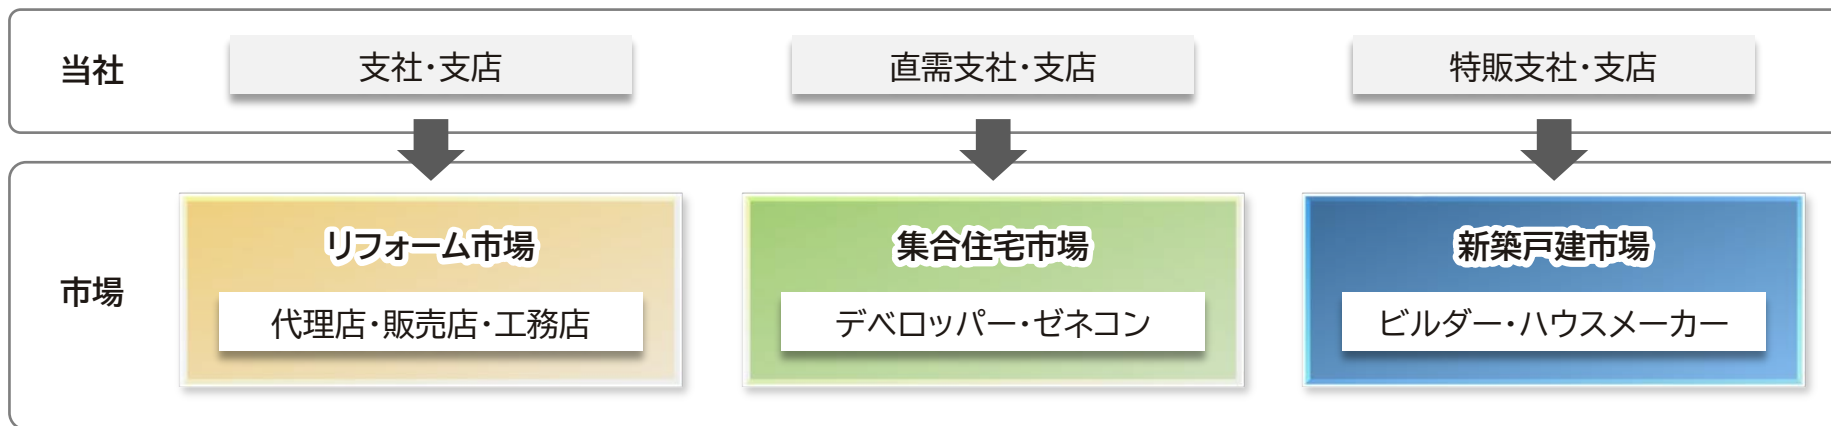 当社
支社・支店
直需支社・支店
特販支社・支店
市場
リフォーム市場
代理店・販売店・工務店
集合住宅市場
デベロッパー・ゼネコン
新築戸建市場
ビルダー・ハウスメーカー